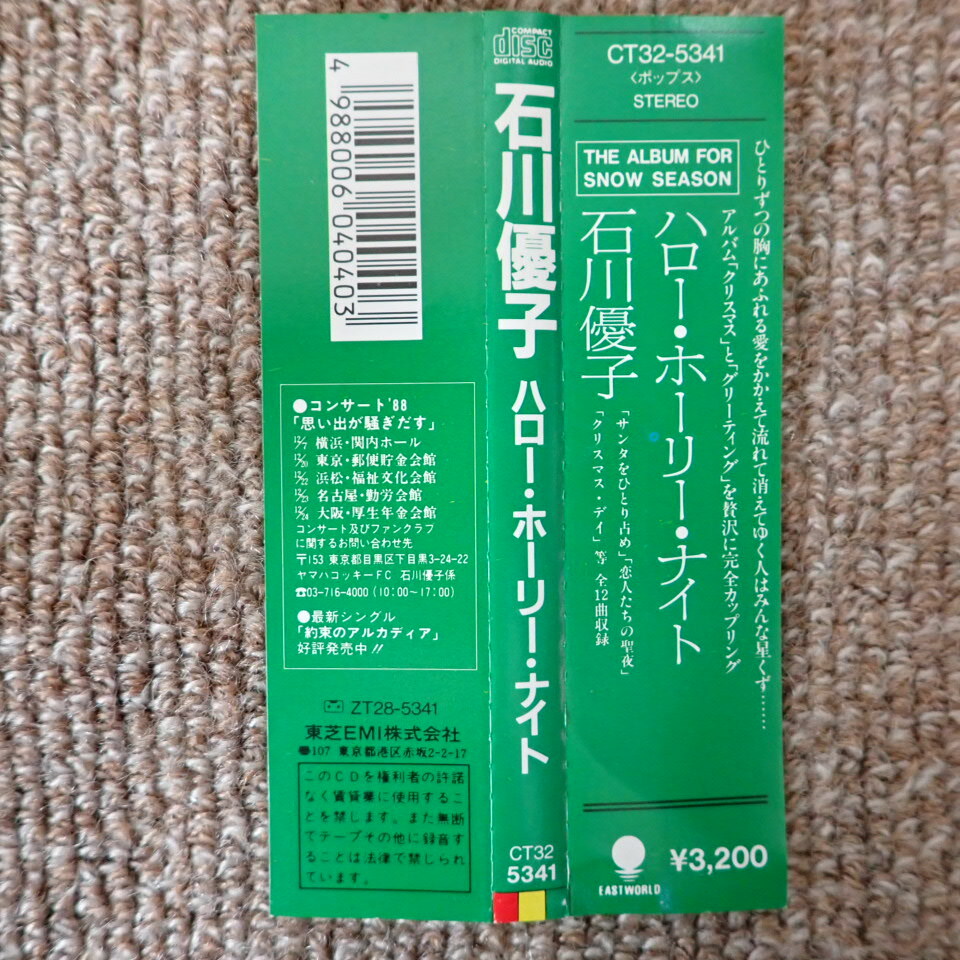 CT32-5341
〈ポップス〉
STEREO
THE ALBUM FOR
SNOW SEASON
ひとりずつの胸にあふれる愛をかかえて流れて消えてゆく人はみんな星くず……
アルバム「クリスマス」と「グリーティング」を贅沢に完全カップリング
ハロー・ホーリー・ナイト
石川優子
「サンタをひとり占め」「恋人たちの聖夜」
「クリスマス・デイ」等 全12曲収録
EASTWORLD
¥3,200
COMPACT
disc
DIGITAL AUDIO
石川優子 ハロー・ホーリー・ナイト
CT32
5341
4 988006 040403
●コンサート'88
「思い出が騒ぎだす」
12/7 横浜・関内ホール
12/20 東京・郵便貯金会館
12/22 浜松・福祉文化会館
12/23 名古屋・勤労会館
12/24 大阪・厚生年金会館
コンサート及びファンクラブ
に関するお問い合わせ先
〒153 東京都目黒区下目黒3-24-22
ヤマハコッキーFC 石川優子係
☎03-716-4000(10:00〜17:00)
●最新シングル
「約束のアルカディア」
好評発売中!!
ZT28-5341
東芝EMI株式会社
●107 東京都港区赤坂2-2-17
このCDを権利者の許諾
なく賃貸業に使用するこ
とを禁じます。また無断
でテープその他に録音す
ることは法律で禁じられ
ています。